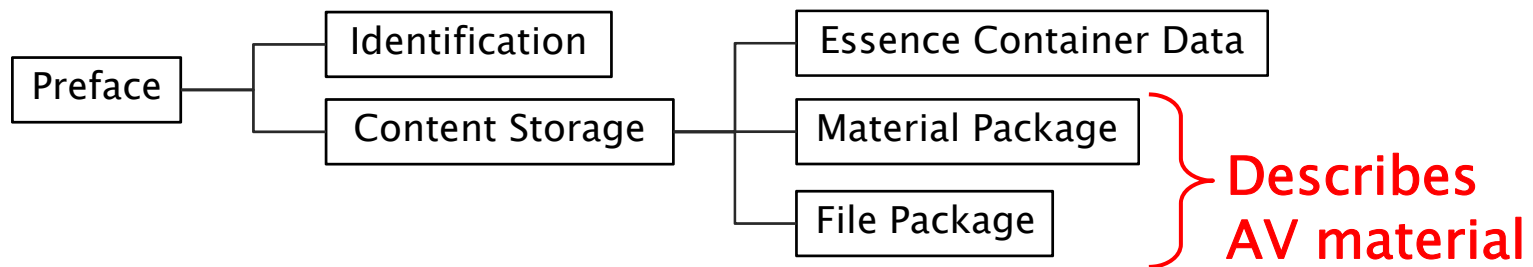 Preface
Identification
Content Storage
Essence Container Data
Material Package
File Package
Describes
AV material